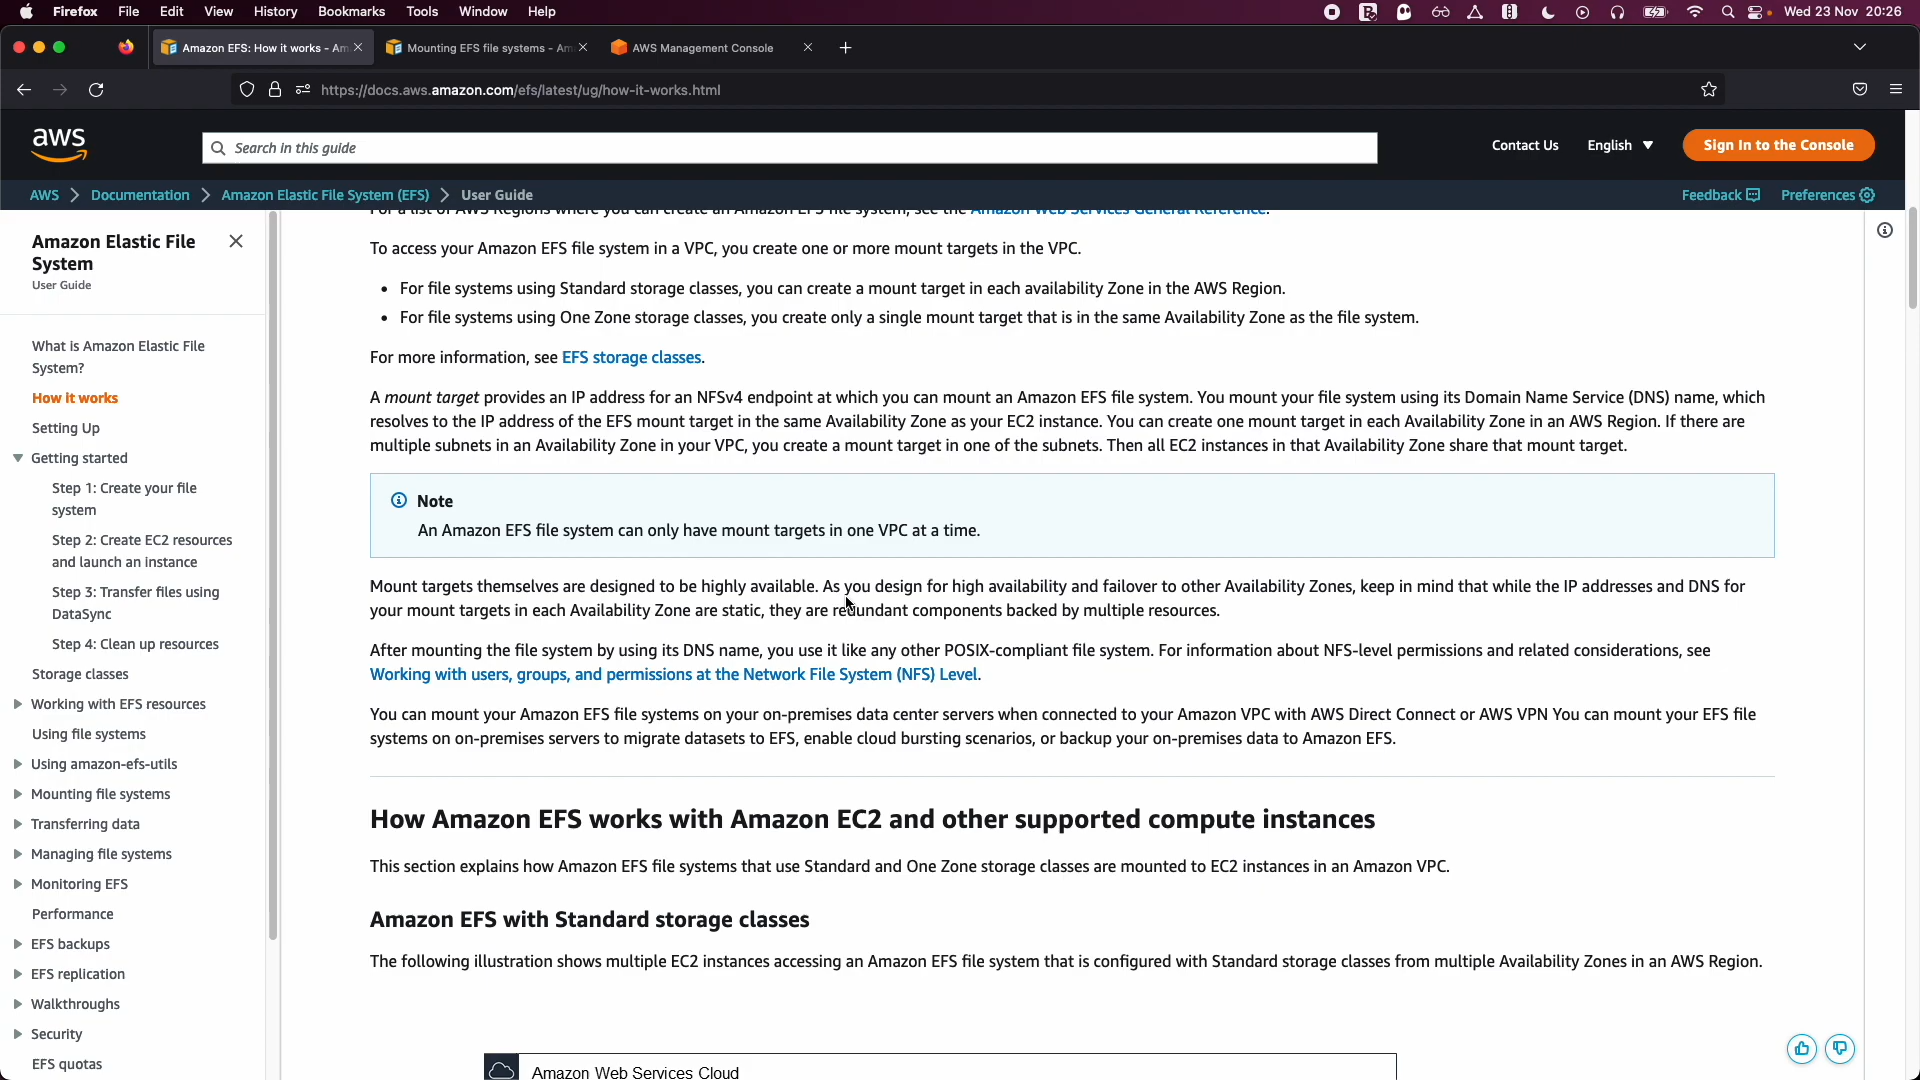 Firefox File Edit View History Bookmarks Tools Window Help Wed 23 Nov 20:26
Amazon EFS: How it works - Am Mounting EFS file systems - Am AWS Management Console
https://docs.aws.amazon.com/efs/latest/ug/how-it-works.html
aws Search in this guide Contact Us English Sign In to the Console
AWS Documentation Amazon Elastic File System (EFS) User Guide Feedback Preferences
Amazon Elastic File
System
User Guide
What is Amazon Elastic File
System?
How it works
Setting Up
Getting started
Step 1: Create your file
system
Step 2: Create EC2 resources
and launch an instance
Step 3: Transfer files using
DataSync
Step 4: Clean up resources
Storage classes
Working with EFS resources
Using file systems
Using amazon-efs-utils
Mounting file systems
Transferring data
Managing file systems
Monitoring EFS
Performance
EFS backups
EFS replication
Walkthroughs
Security
EFS quotas
For a list of AWS Regions where you can create an Amazon EFS file system, see the Amazon Web Services General Reference.
To access your Amazon EFS file system in a VPC, you create one or more mount targets in the VPC.
• For file systems using Standard storage classes, you can create a mount target in each availability Zone in the AWS Region.
• For file systems using One Zone storage classes, you create only a single mount target that is in the same Availability Zone as the file system.
For more information, see EFS storage classes.
A mount target provides an IP address for an NFSv4 endpoint at which you can mount an Amazon EFS file system. You mount your file system using its Domain Name Service (DNS) name, which
resolves to the IP address of the EFS mount target in the same Availability Zone as your EC2 instance. You can create one mount target in each Availability Zone in an AWS Region. If there are
multiple subnets in an Availability Zone in your VPC, you create a mount target in one of the subnets. Then all EC2 instances in that Availability Zone share that mount target.
Note
An Amazon EFS file system can only have mount targets in one VPC at a time.
Mount targets themselves are designed to be highly available. As you design for high availability and failover to other Availability Zones, keep in mind that while the IP addresses and DNS for
your mount targets in each Availability Zone are static, they are redundant components backed by multiple resources.
After mounting the file system by using its DNS name, you use it like any other POSIX-compliant file system. For information about NFS-level permissions and related considerations, see
Working with users, groups, and permissions at the Network File System (NFS) Level.
You can mount your Amazon EFS file systems on your on-premises data center servers when connected to your Amazon VPC with AWS Direct Connect or AWS VPN You can mount your EFS file
systems on on-premises servers to migrate datasets to EFS, enable cloud bursting scenarios, or backup your on-premises data to Amazon EFS.
How Amazon EFS works with Amazon EC2 and other supported compute instances
This section explains how Amazon EFS file systems that use Standard and One Zone storage classes are mounted to EC2 instances in an Amazon VPC.
Amazon EFS with Standard storage classes
The following illustration shows multiple EC2 instances accessing an Amazon EFS file system that is configured with Standard storage classes from multiple Availability Zones in an AWS Region.
Amazon Web Services Cloud